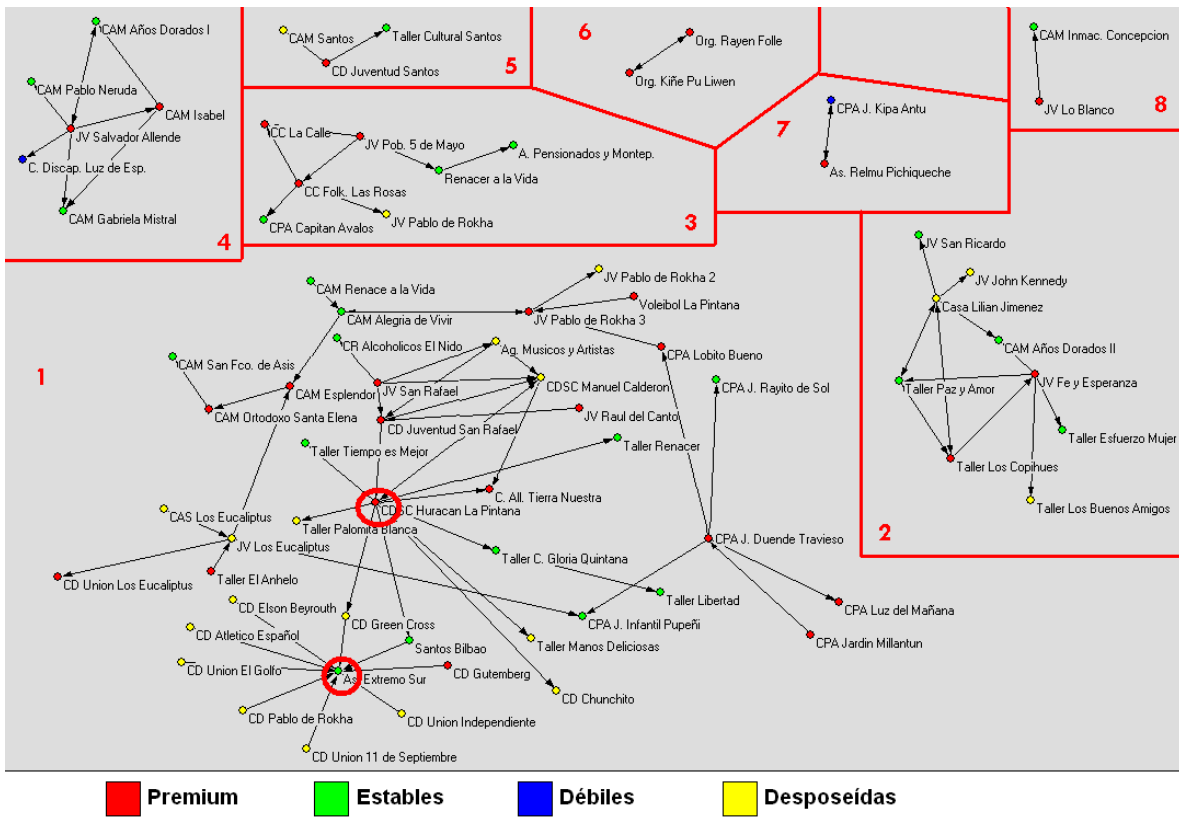 CAM Años Dorados I
CAM Pablo Neruda
CAM Isabel
JV Salvador Allende
C. Discap. Luz de Esp.
CAM Gabriela Mistral
4
CAM Santos
Taller Cultural Santos
CD Juventud Santos
5
6
Org. Rayen Folle
Org. Kiñe Pu Liwen
CPA J. Kipa Antu
7
As. Relmu Pichiqueche
CAM Inmac. Concepcion
JV Lo Blanco
8
CC La Calle
JV Pob. 5 de Mayo
A. Pensionados y Montep.
Renacer a la Vida
CC Folk. Las Rosas
CPA Capitan Avalos
JV Pablo de Rokha
3
JV San Ricardo
JV John Kennedy
Casa Lilian Jimenez
CAM Años Dorados II
Taller Paz y Amor
JV Fe y Esperanza
Taller Esfuerzo Mujer
Taller Los Copihues
Taller Los Buenos Amigos
2
1
CAM Renace a la Vida
JV Pablo de Rokha 2
Voleibol La Pintana
CAM Alegria de Vivir
JV Pablo de Rokha 3
CR Alcoholicos El Nido
Ag. Musicos y Artistas
CPA Lobito Bueno
CAM San Fco. de Asis
CAM Esplendor
JV San Rafael
CDSC Manuel Calderon
CPA J. Rayito de Sol
CAM Ortodoxo Santa Elena
CD Juventud San Rafael
JV Raul del Canto
Taller Tiempo es Mejor
Taller Renacer
C. All. Tierra Nuestra
CDSC Huracan La Pintana
CAS Los Eucaliptus
Taller Palomita Blanca
JV Los Eucaliptus
Taller C. Gloria Quintana
CPA J. Duende Travieso
CD Union Los Eucaliptus
Taller El Anhelo
Taller Libertad
CD Elson Beyrouth
CD Green Cross
CPA J. Infantil Pupeñi
CPA Luz del Mañana
CD Atletico Español
Santos Bilbao
Taller Manos Deliciosas
CPA Jardin Millantun
CD Union El Golfo
As. Extremo Sur
CD Gutemberg
CD Chunchito
CD Pablo de Rokha
CD Union Independiente
CD Union 11 de Septiembre
Premium
Estables
Débiles
Desposeídas